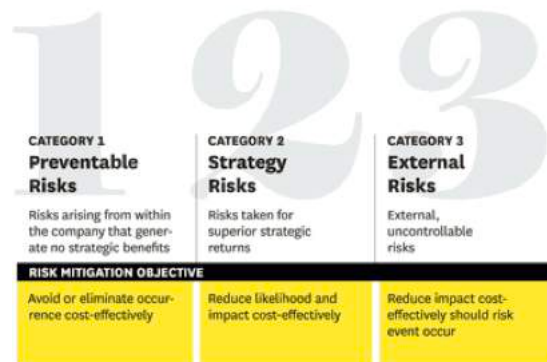 1
CATEGORY 1
Preventable
Risks
Risks arising from within
the company that gener-
ate no strategic benefits
2
CATEGORY 2
Strategy
Risks
Risks taken for
superior strategic
returns
3
CATEGORY 3
External
Risks
External,
uncontrollable
risks
RISK MITIGATION OBJECTIVE
Avoid or eliminate occur-
rence cost-effectively
Reduce likelihood and
impact cost-effectively
Reduce impact cost-
effectively should risk
event occur